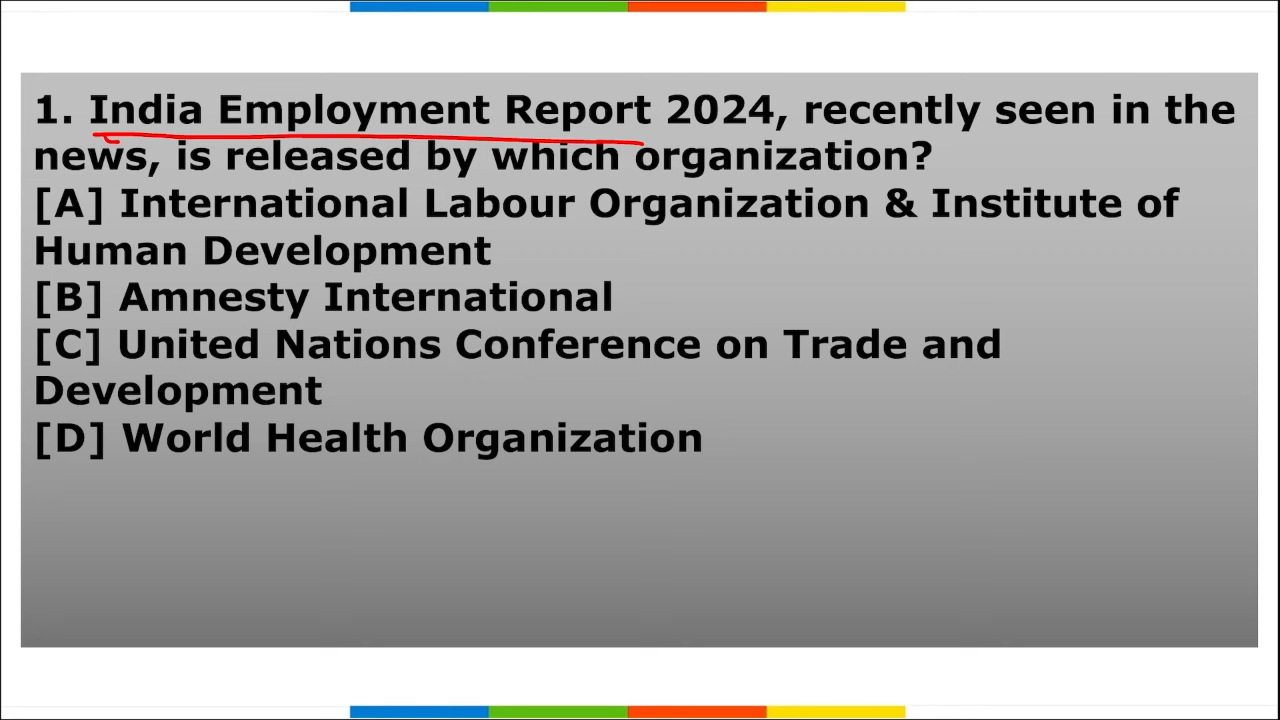 1. India Employment Report 2024, recently seen in the
news, is released by which organization?
[A] International Labour Organization & Institute of
Human Development
[B] Amnesty International
[C] United Nations Conference on Trade and
Development
[D] World Health Organization